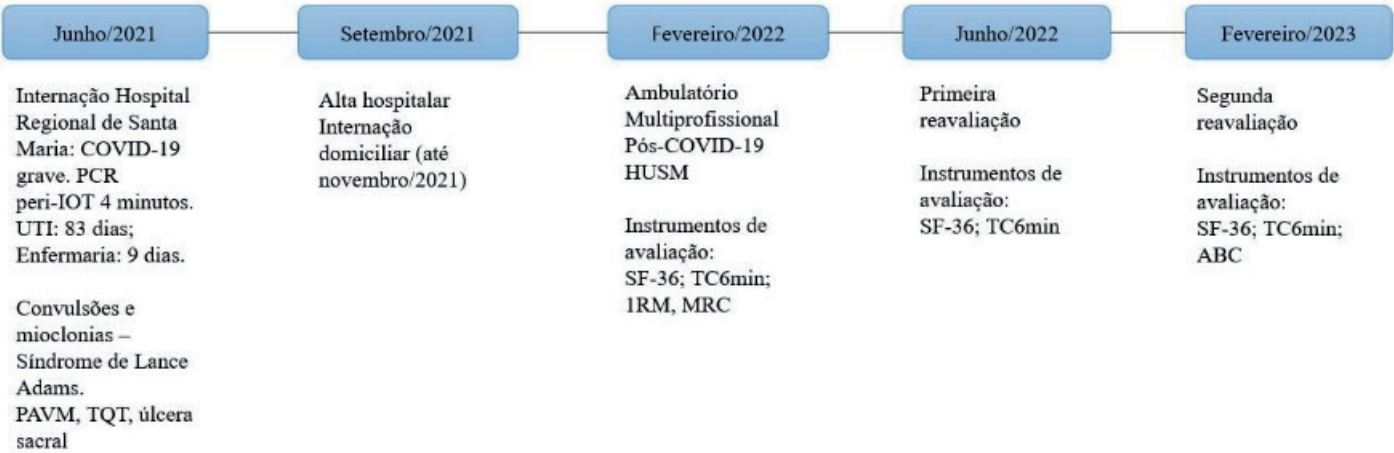 Junho/2021
Internação Hospital
Regional de Santa
Maria: COVID-19
grave. PCR
peri-IOT 4 minutos.
UTI: 83 dias;
Enfermaria: 9 dias.
Convulsões e
mioclonias –
Síndrome de Lance
Adams.
PAVM, TQT, úlcera
sacral
Setembro/2021
Alta hospitalar
Internação
domiciliar (até
novembro/2021)
Fevereiro/2022
Ambulatório
Multiprofissional
Pós-COVID-19
HUSM
Instrumentos de
avaliação:
SF-36; TC6min;
1RM, MRC
Junho/2022
Primeira
reavaliação
Instrumentos de
avaliação:
SF-36; TC6min
Fevereiro/2023
Segunda
reavaliação
Instrumentos de
avaliação:
SF-36; TC6min;
ABC